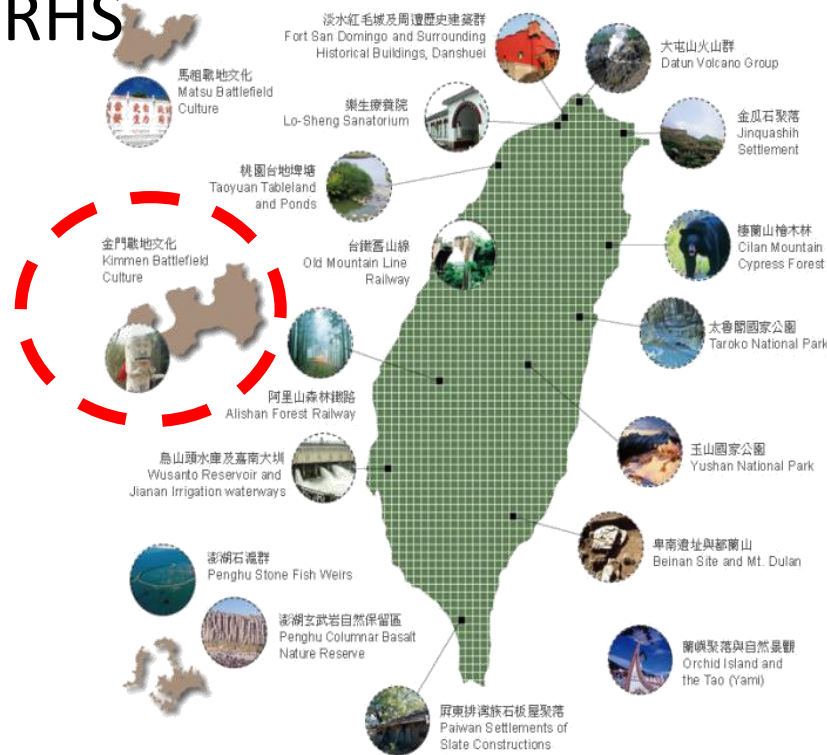 RHS
淡水紅毛城及周遭歷史建築群
Fort San Domingo and Surrounding
Historical Buildings, Danshuei
大屯山火山群
Datun Volcano Group
馬祖戰地文化
Matsu Battlefield
Culture
樂生療養院
Lo-Sheng Sanatorium
金瓜石聚落
Jinquashih
Settlement
桃園台地埤塘
Taoyuan Tableland
and Ponds
金門戰地文化
Kimmen Battlefield
Culture
台鐵舊山線
Old Mountain Line
Railway
棲蘭山檜木林
Cilan Mountain
Cypress Forest
太魯閣國家公園
Taroko National Park
阿里山森林鐵路
Alishan Forest Railway
烏山頭水庫及嘉南大圳
Wusanto Reservoir and
Jianan Irrigation waterways
玉山國家公園
Yushan National Park
卑南遺址與都蘭山
Beinan Site and Mt. Dulan
澎湖石滬群
Penghu Stone Fish Weirs
澎湖玄武岩自然保留區
Penghu Columnar Basalt
Nature Reserve
蘭嶼聚落與自然景觀
Orchid Island and
the Tao (Yami)
屏東排灣族石板屋聚落
Paiwan Settlements of
Slate Constructions